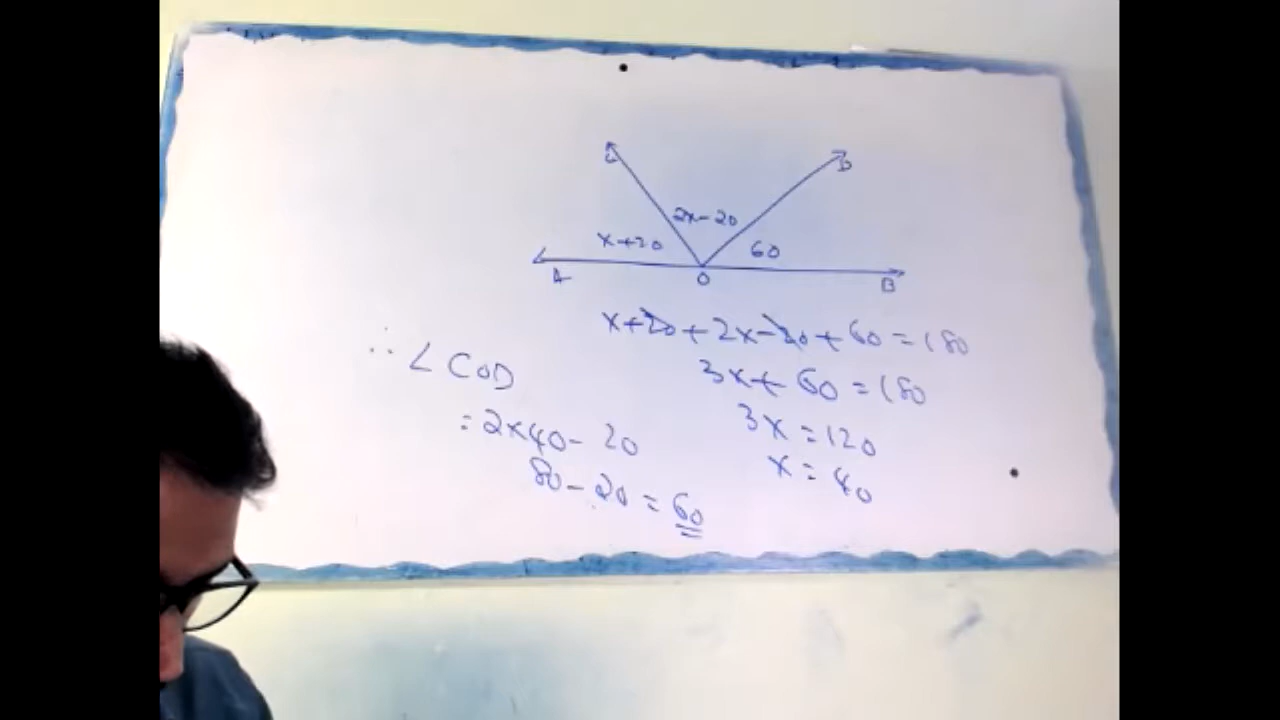 C D
2x-20
x+20 60
A O B
x+20+2x-20+60=180
3x+60=180
3x=120
x=40
∴ ∠COD
=2x40-20
80-20=60